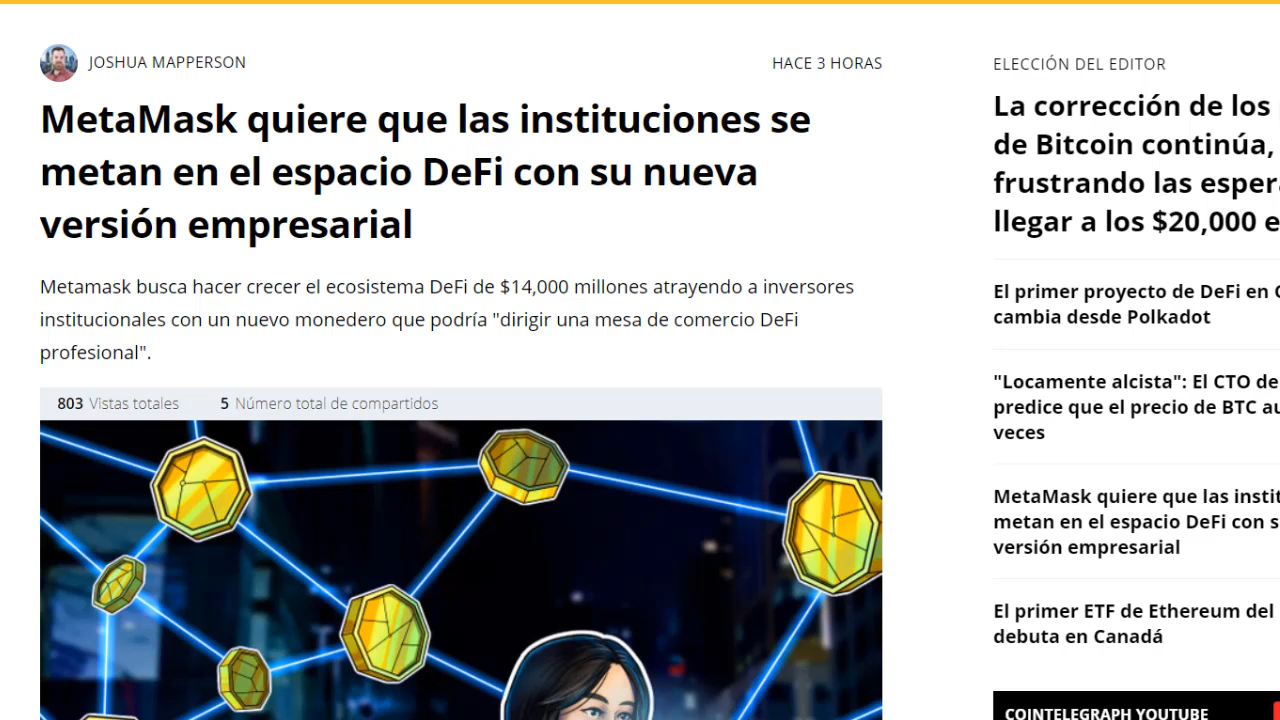 JOSHUA MAPPERSON
HACE 3 HORAS
MetaMask quiere que las instituciones se
metan en el espacio DeFi con su nueva
versión empresarial
Metamask busca hacer crecer el ecosistema DeFi de $14,000 millones atrayendo a inversores
institucionales con un nuevo monedero que podría "dirigir una mesa de comercio DeFi
profesional".
803 Vistas totales
5 Número total de compartidos
ELECCIÓN DEL EDITOR
La corrección de los
de Bitcoin continúa,
frustrando las esper
llegar a los $20,000 e
El primer proyecto de DeFi en
cambia desde Polkadot
"Locamente alcista": El CTO de
predice que el precio de BTC au
veces
MetaMask quiere que las instit
metan en el espacio DeFi con s
versión empresarial
El primer ETF de Ethereum del
debuta en Canadá
COINTELEGRAPH YOUTUBE